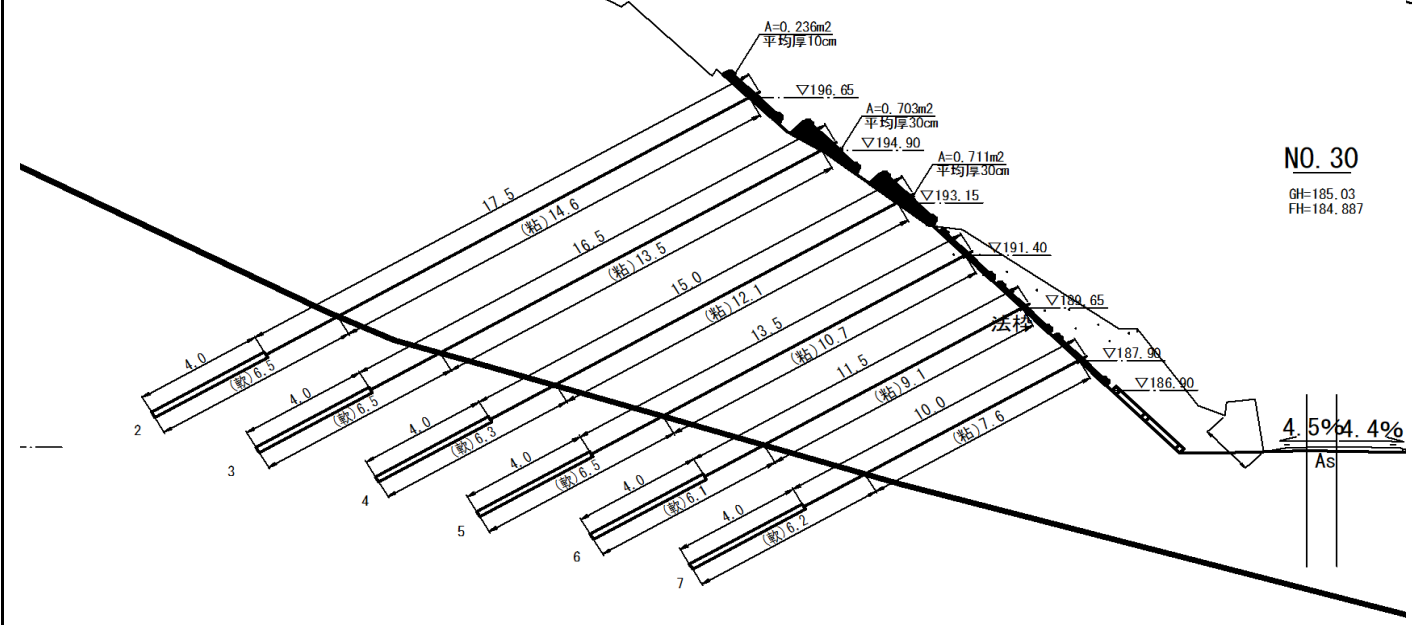 A=0.236m2
平均厚10cm
▽196.65
A=0.703m2
平均厚30cm
▽194.90
A=0.711m2
平均厚30cm
▽193.15
NO.30
GH=185.03
FH=184.887
▽191.40
▽189.65
法枠
▽187.90
▽186.90
4.5%
4.4%
As
17.5
(粘)14.6
4.0
(軟)6.5
2
16.5
(粘)13.5
4.0
(軟)6.5
3
15.0
(粘)12.1
4.0
(軟)6.3
4
13.5
(粘)10.7
4.0
(軟)6.5
5
11.5
(粘)9.1
4.0
(軟)6.1
6
10.0
(粘)7.6
4.0
(軟)6.2
7